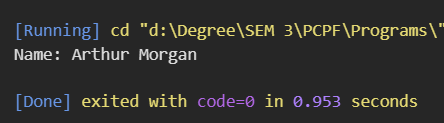 [Running] cd "d:\Degree\SEM 3\PCPF\Programs\"
Name: Arthur Morgan
[Done] exited with code=0 in 0.953 seconds